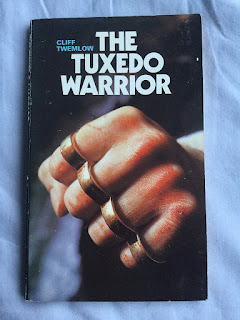 CLIFF
TWEMLOW
THE
TUXEDO
WARRIOR